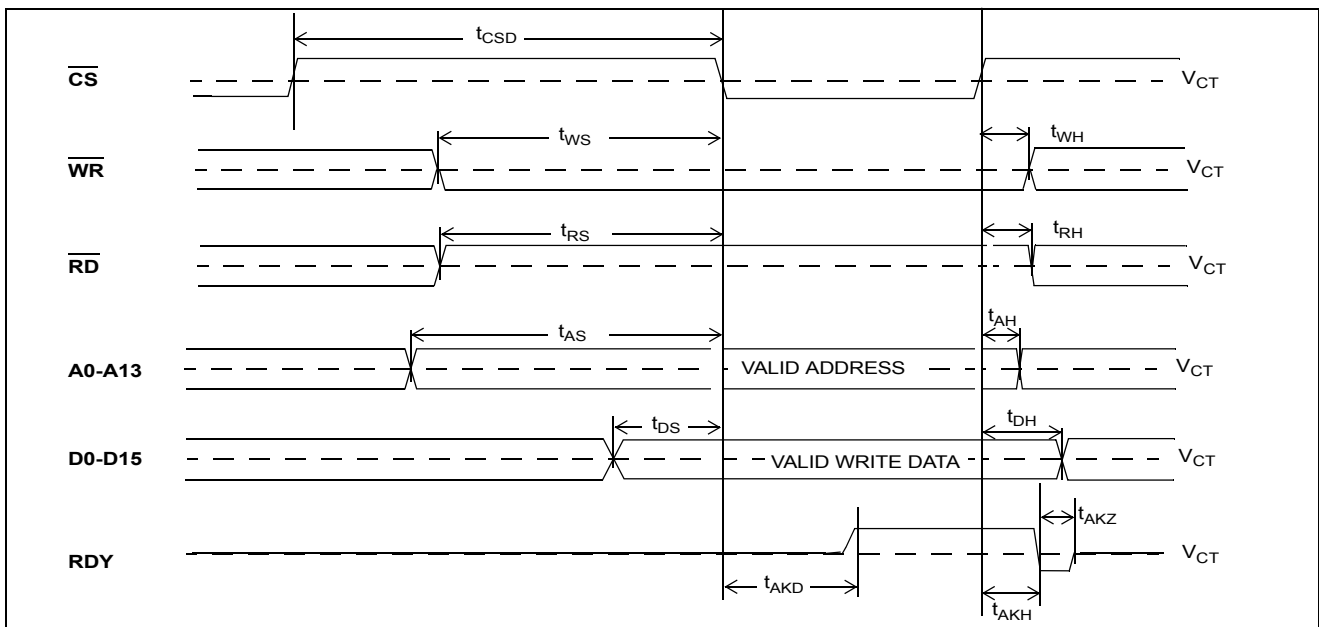 tCSD
CS VCT
tWS tWH
WR VCT
tRS tRH
RD VCT
tAS tAH
A0-A13 VALID ADDRESS VCT
tDS tDH
D0-D15 VALID WRITE DATA VCT
tAKZ
RDY VCT
tAKD tAKH